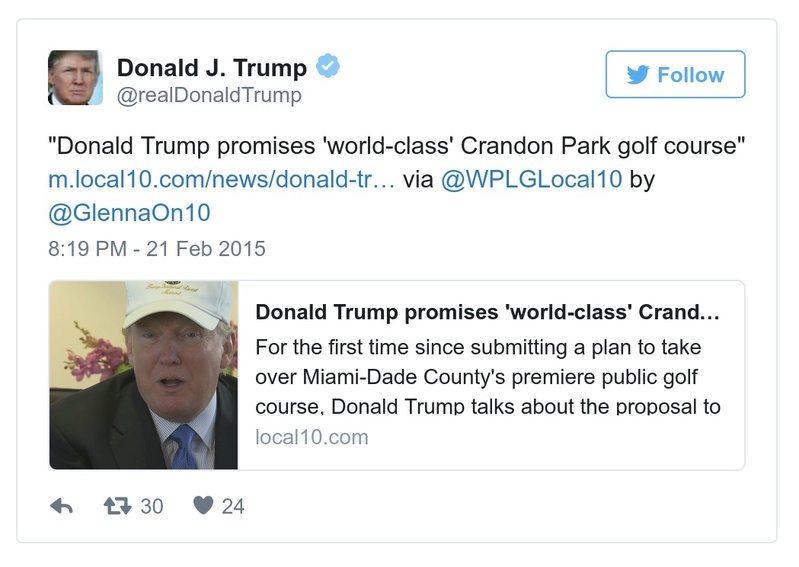 Donald J. Trump
@realDonaldTrump
Follow
"Donald Trump promises 'world-class' Crandon Park golf course"
m.local10.com/news/donald-tr… via @WPLGLocal10 by
@GlennaOn10
8:19 PM - 21 Feb 2015
Donald Trump promises 'world-class' Crand…
For the first time since submitting a plan to take
over Miami-Dade County's premiere public golf
course, Donald Trump talks about the proposal to
local10.com
30
24